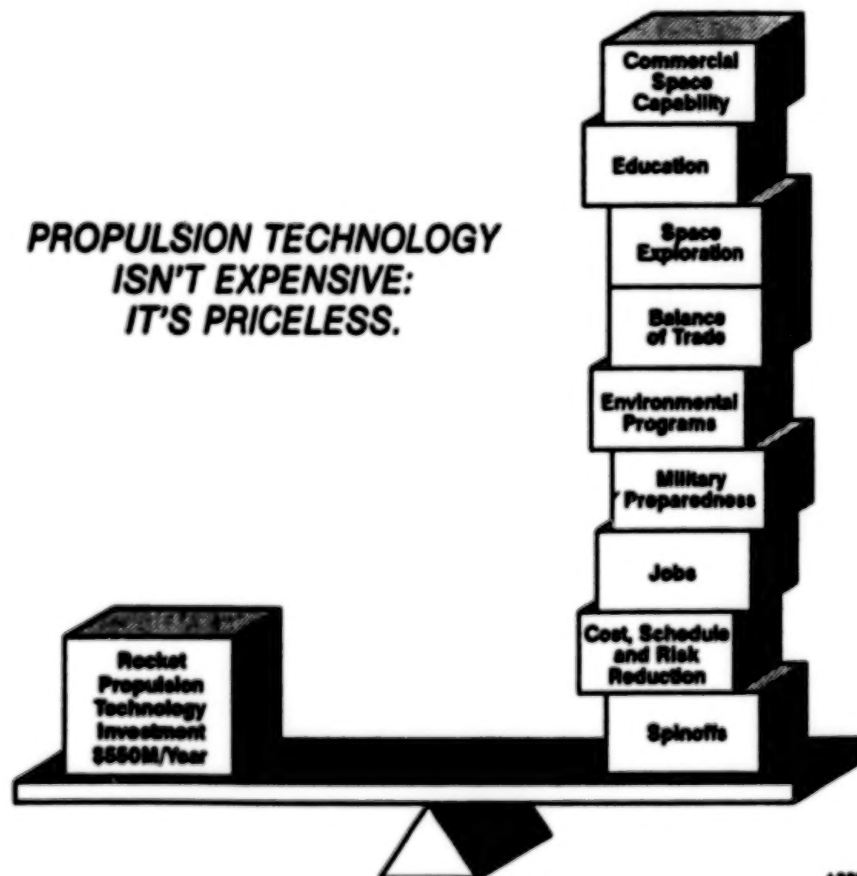 PROPULSION TECHNOLOGY
ISN'T EXPENSIVE:
IT'S PRICELESS.
Commercial
Space
Capability
Education
Space
Exploration
Balance
of Trade
Environmental
Programs
Military
Preparedness
Jobs
Cost, Schedule
and Risk
Reduction
Spinoffs
Rocket
Propulsion
Technology
Investment
$550M/Year